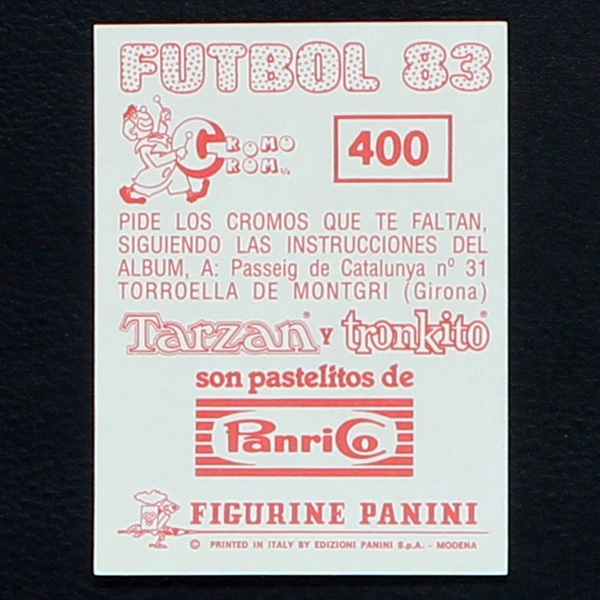 FUTBOL 83
CROMO
CROM
400
PIDE LOS CROMOS QUE TE FALTAN,
SIGUIENDO LAS INSTRUCCIONES DEL
ALBUM, A: Passeig de Catalunya nº 31
TORROELLA DE MONTGRI (Girona)
Tarzan® Y tronkito®
son pastelitos de
PanriCo
FIGURINE PANINI
© PRINTED IN ITALY BY EDIZIONI PANINI S.p.A. - MODENA